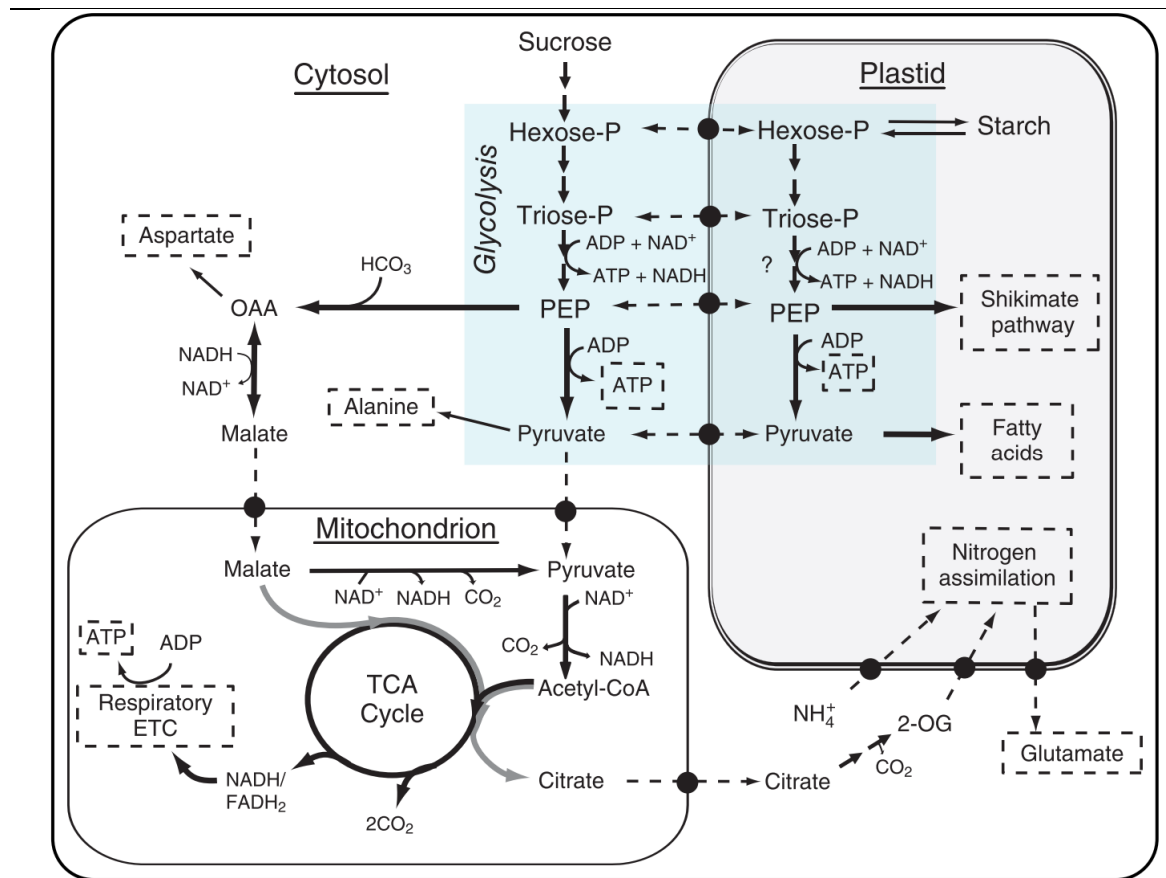 Sucrose
Cytosol
Plastid
Glycolysis
Hexose-P
Hexose-P
Starch
Triose-P
Triose-P
ADP + NAD⁺
ATP + NADH
?
ADP + NAD⁺
ATP + NADH
Aspartate
HCO₃
OAA
PEP
PEP
Shikimate
pathway
NADH
NAD⁺
ADP
ATP
ADP
ATP
Alanine
Malate
Pyruvate
Pyruvate
Fatty
acids
Mitochondrion
Malate
NAD⁺
NADH
CO₂
Pyruvate
NAD⁺
CO₂
NADH
Acetyl-CoA
Nitrogen
assimilation
ATP
ADP
Respiratory
ETC
TCA
Cycle
NADH/
FADH₂
2CO₂
Citrate
Citrate
CO₂
2-OG
NH₄⁺
Glutamate